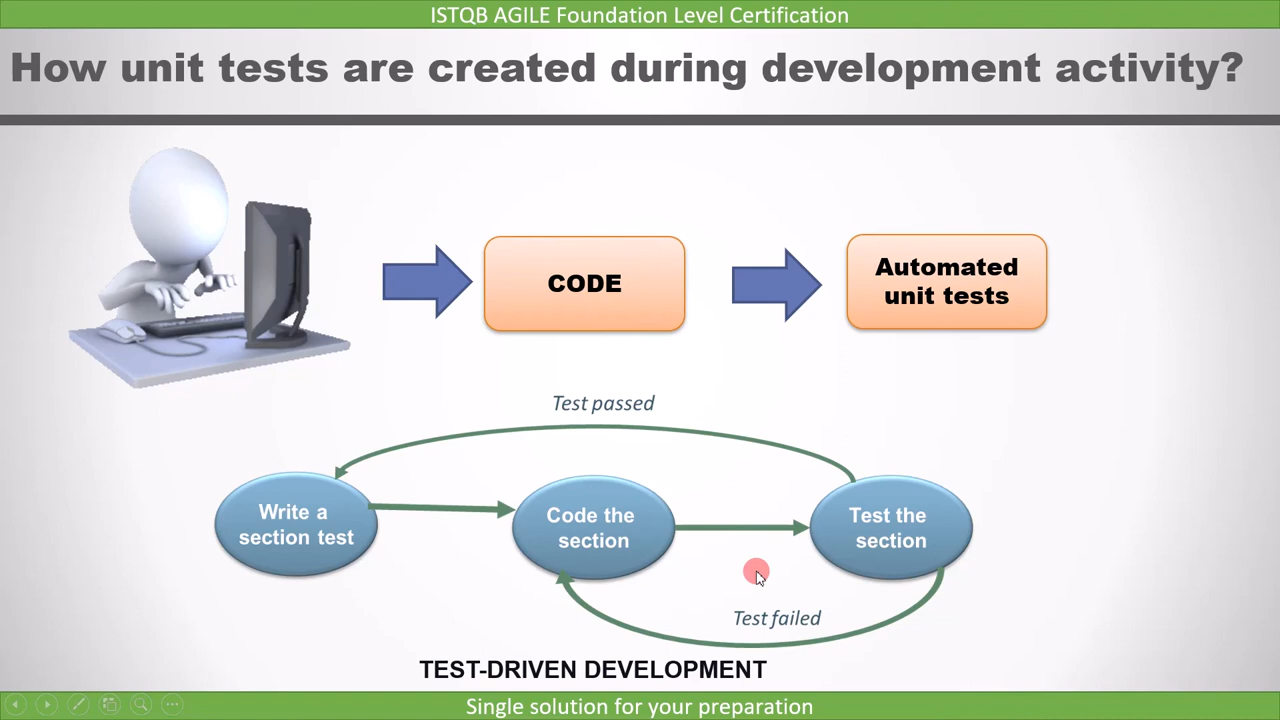 ISTQB AGILE Foundation Level Certification
How unit tests are created during development activity?
CODE
Automated
unit tests
Test passed
Write a
section test
Code the
section
Test the
section
Test failed
TEST-DRIVEN DEVELOPMENT
Single solution for your preparation